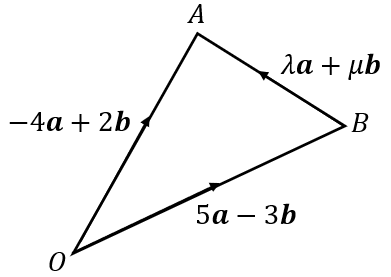 A
λa + μb
−4a + 2b
B
5a − 3b
O